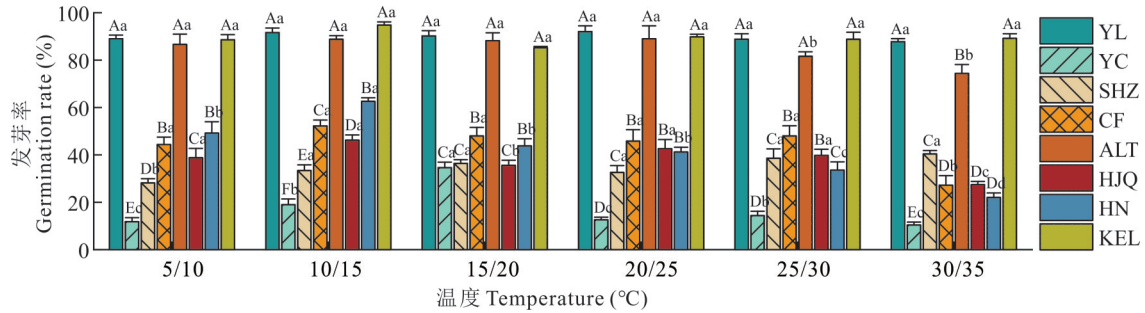 发芽率
Germination rate (%)
100
80
60
40
20
0
Aa Ec Db Ba Aa Ca Bb Aa
Aa Fb Ea Ca Aa Da Ba Aa
Aa Ca Ca Ba Aa Cb Bb Aa
Aa Dc Ca Ba Aa Ba Bb Aa
Aa Db Ca Ba Ab Ba Cc Aa
Aa Ec Ca Db Bb Dc Dd Aa
5/10 10/15 15/20 20/25 25/30 30/35
温度 Temperature (℃)
YL
YC
SHZ
CF
ALT
HJQ
HN
KEL